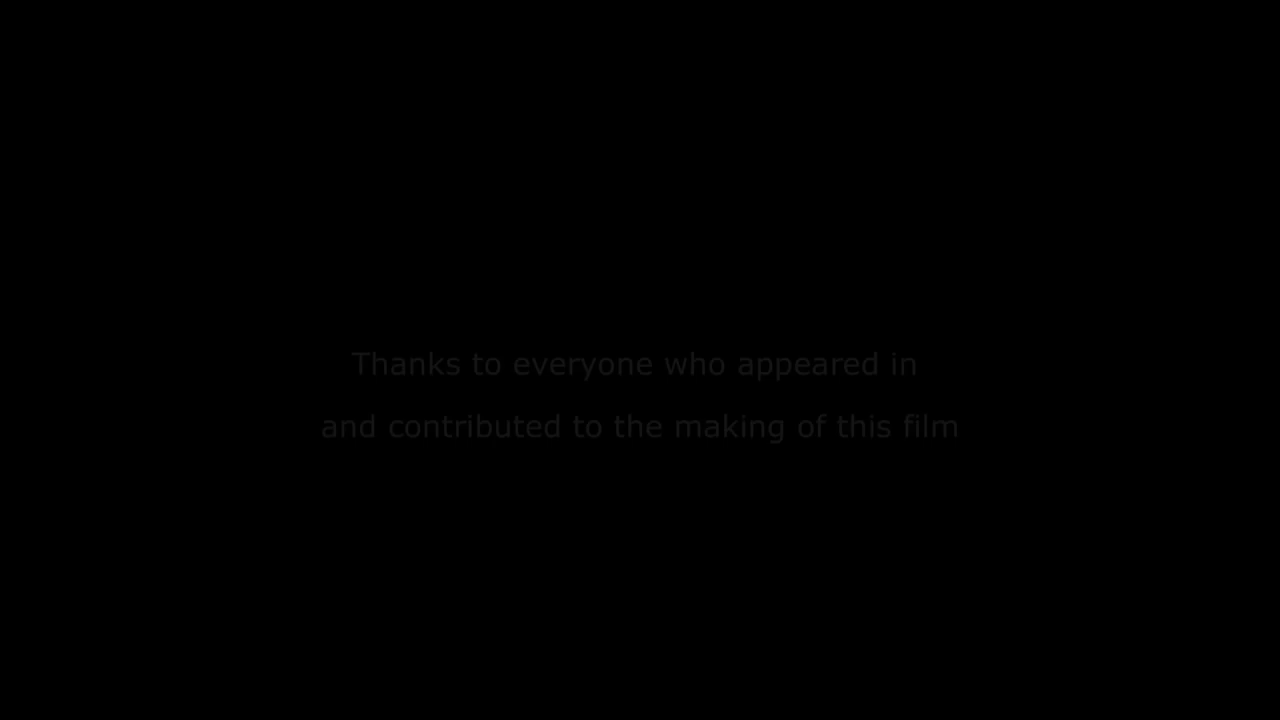 Thanks to everyone who appeared in
and contributed to the making of this film